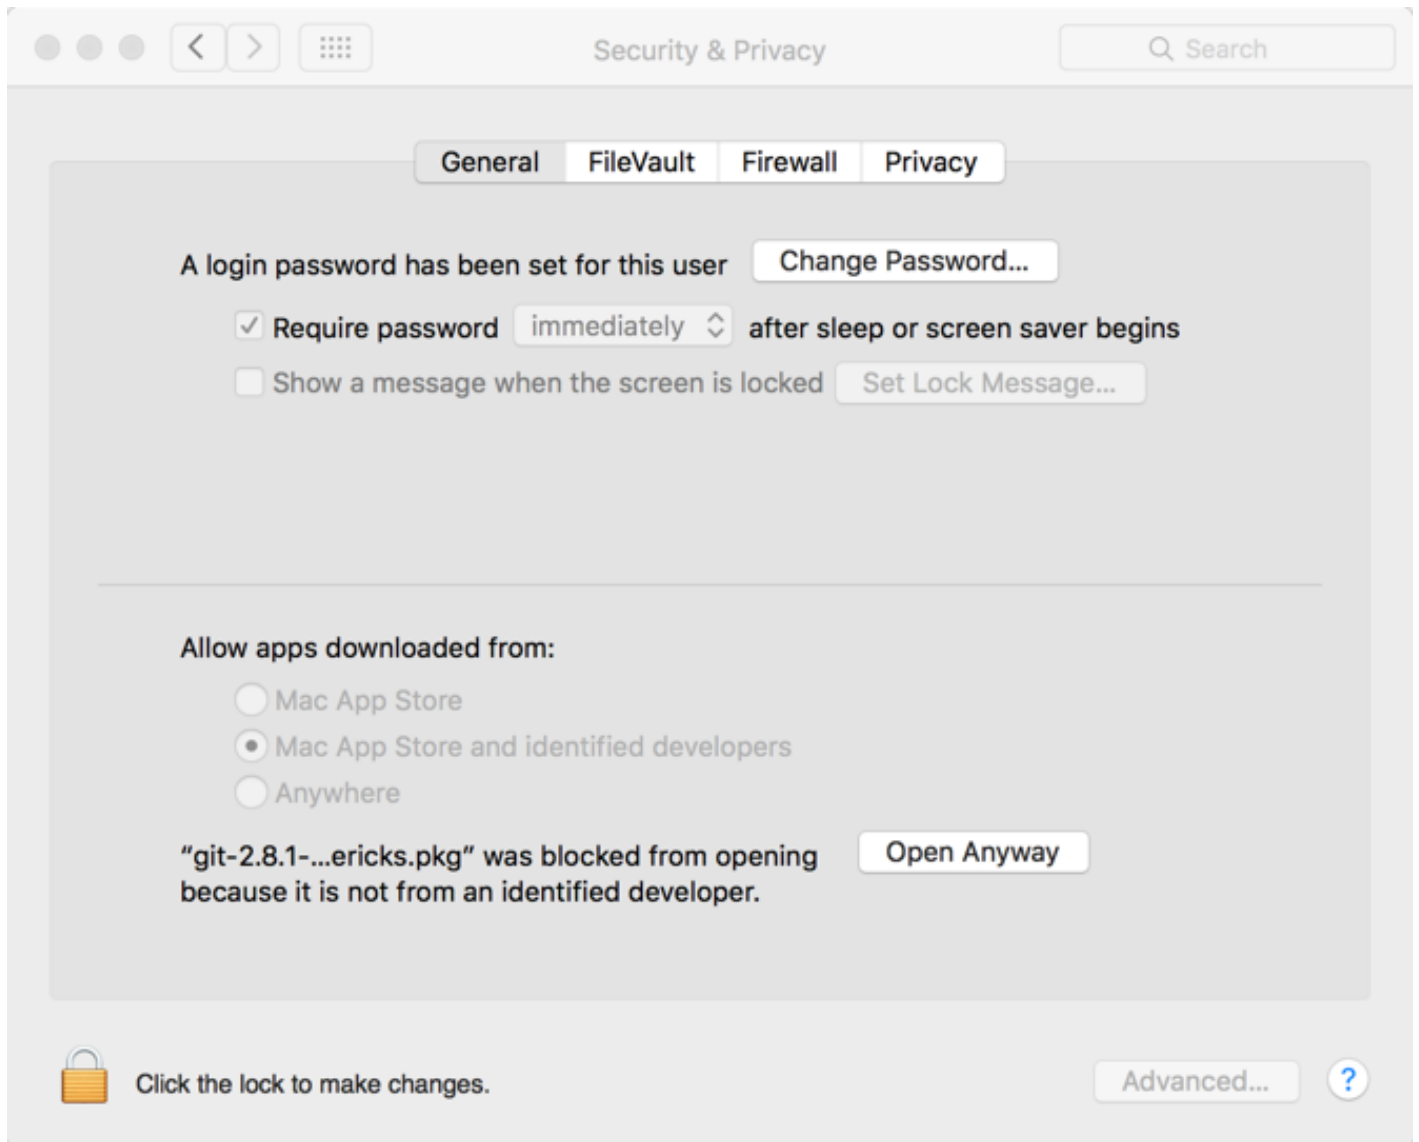 Security & Privacy
Search
General FileVault Firewall Privacy
A login password has been set for this user Change Password...
Require password immediately after sleep or screen saver begins
Show a message when the screen is locked Set Lock Message...
Allow apps downloaded from:
Mac App Store
Mac App Store and identified developers
Anywhere
“git-2.8.1-...ericks.pkg” was blocked from opening Open Anyway
because it is not from an identified developer.
Click the lock to make changes. Advanced... ?